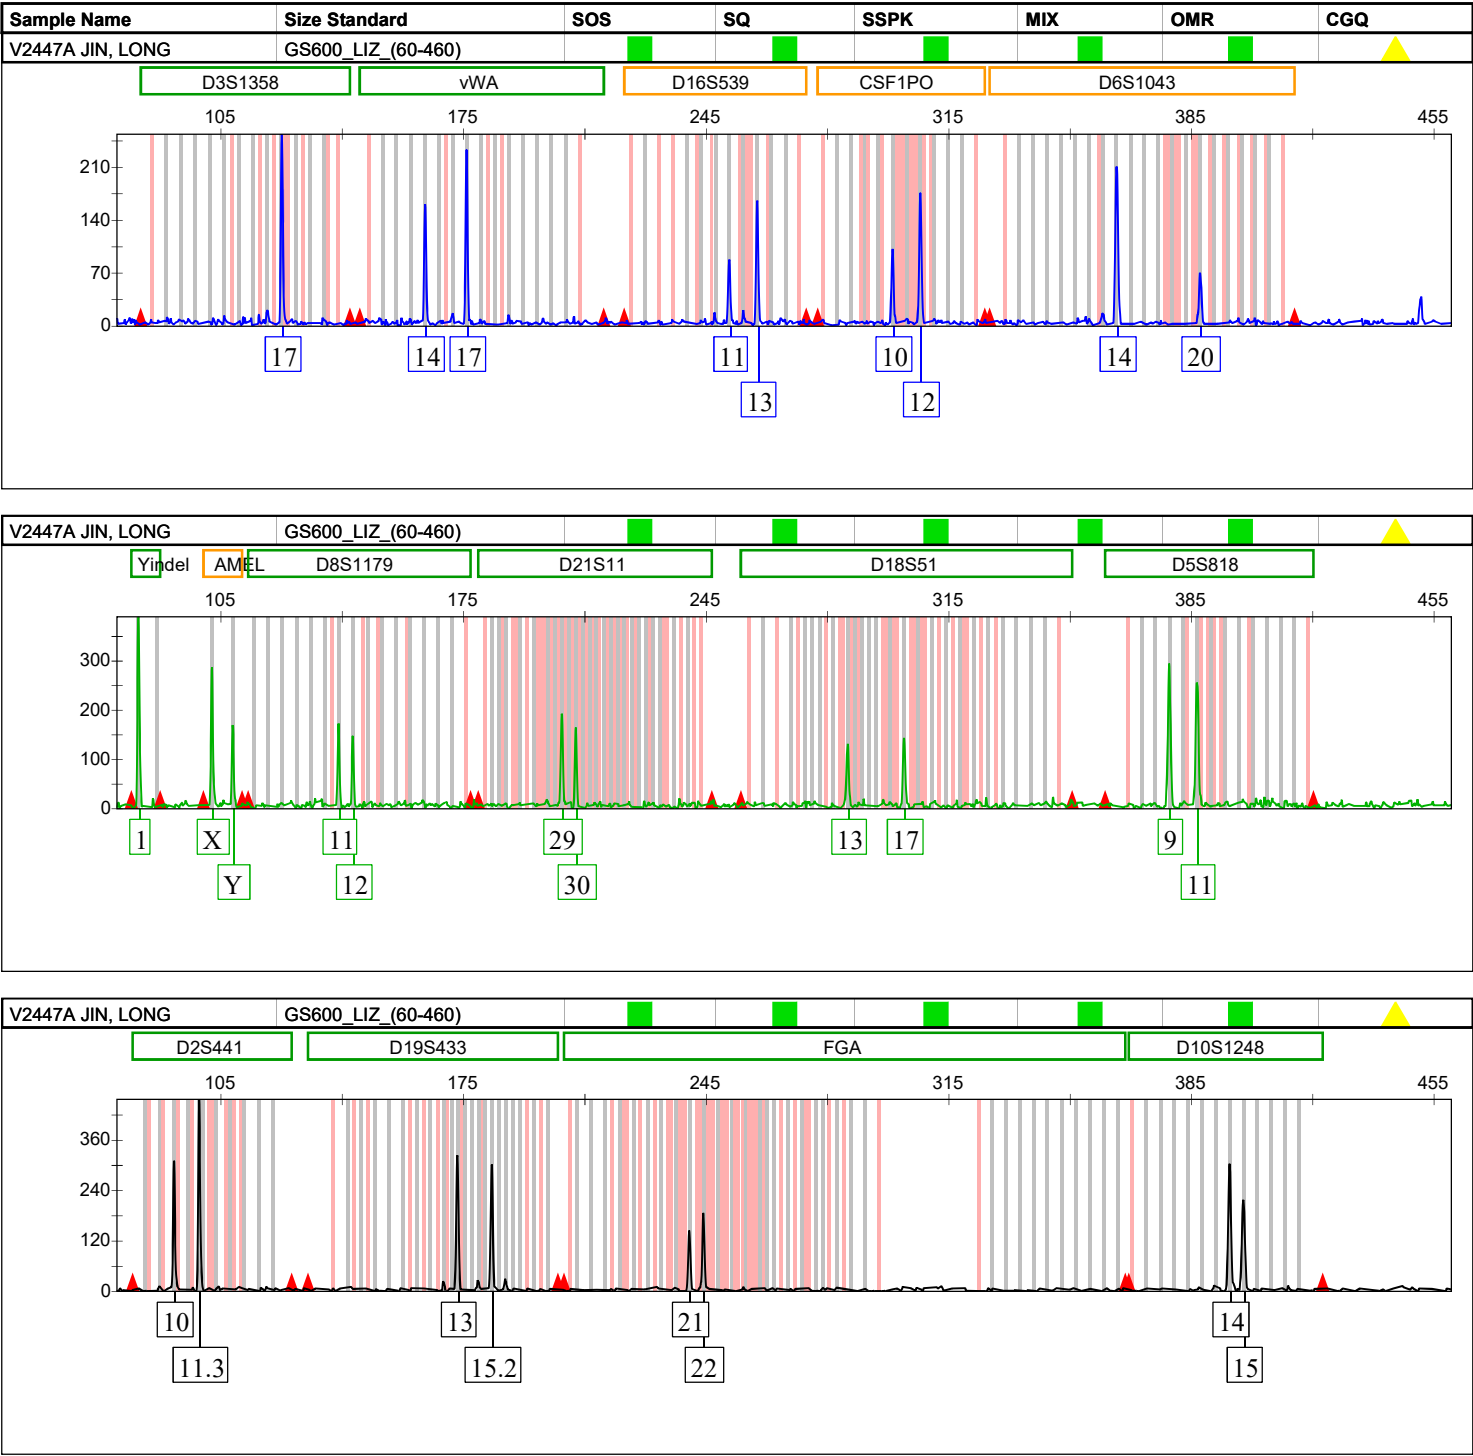 Sample Name Size Standard SOS SQ SSPK MIX OMR CGQ
V2447A JIN, LONG GS600_LIZ_(60-460)
D3S1358 vWA D16S539 CSF1PO D6S1043
105 175 245 315 385 455
210
140
70
0
17 14 17 11 10 14 20
13 12
V2447A JIN, LONG GS600_LIZ_(60-460)
Yindel AMEL D8S1179 D21S11 D18S51 D5S818
105 175 245 315 385 455
300
200
100
0
1 X 11 29 13 17 9
Y 12 30 11
V2447A JIN, LONG GS600_LIZ_(60-460)
D2S441 D19S433 FGA D10S1248
105 175 245 315 385 455
360
240
120
0
10 13 21 14
11.3 15.2 22 15